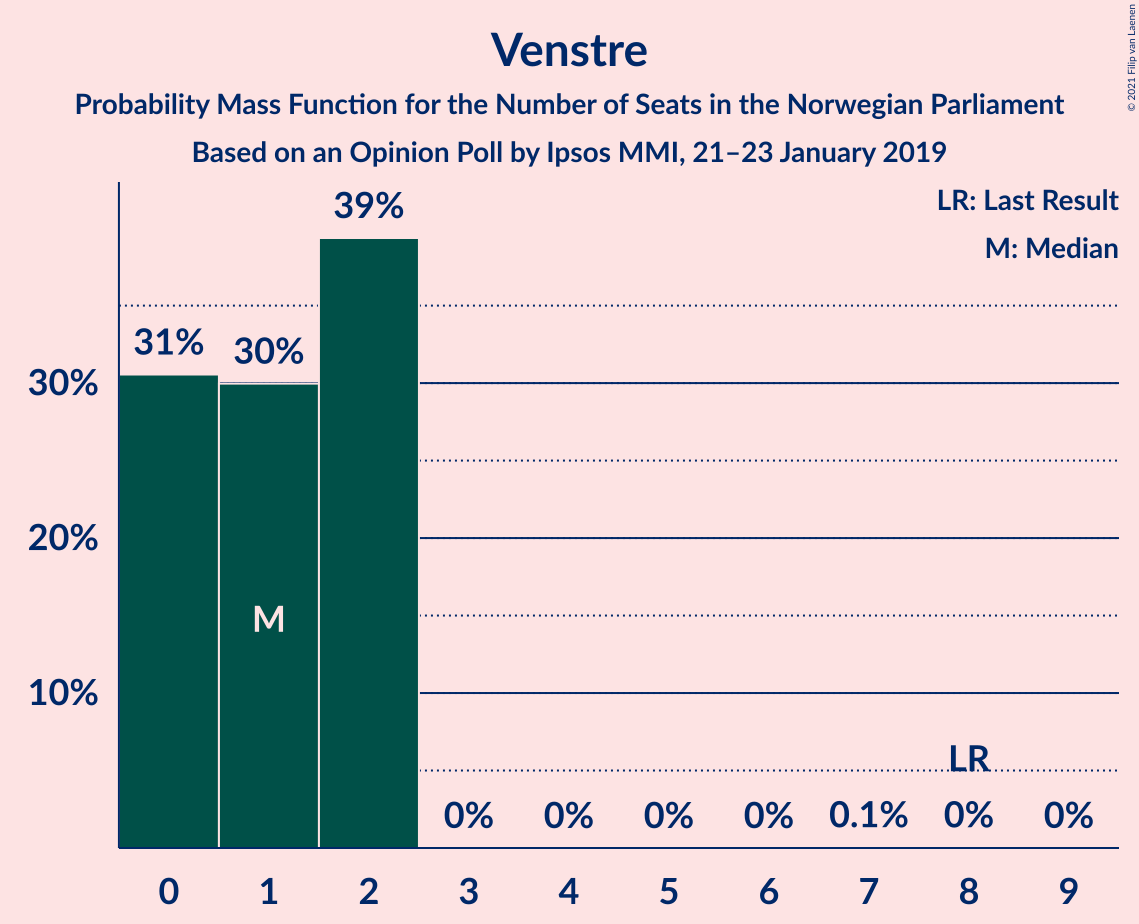 © 2021 Filip van Laenen
Venstre
Probability Mass Function for the Number of Seats in the Norwegian Parliament
Based on an Opinion Poll by Ipsos MMI, 21–23 January 2019
LR: Last Result
M: Median
39%
31%
30%
30%
20%
M
10%
LR
0%
0%
0%
0%
0.1%
0%
0%
0 1 2 3 4 5 6 7 8 9